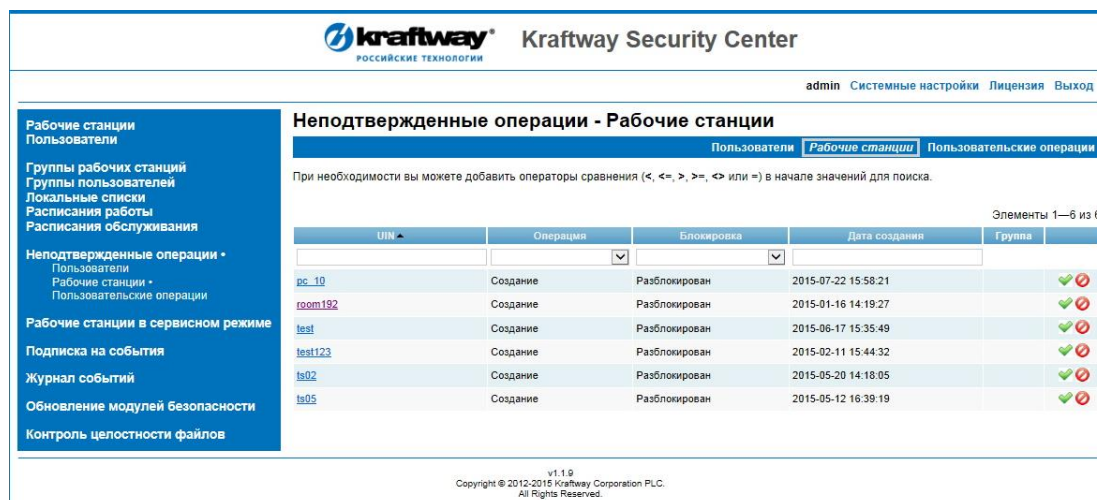 kraftway®
РОССИЙСКИЕ ТЕХНОЛОГИИ
Kraftway Security Center
admin Системные настройки Лицензия Выход
Рабочие станции
Пользователи
Группы рабочих станций
Группы пользователей
Локальные списки
Расписания работы
Расписания обслуживания
Неподтвержденные операции •
Пользователи
Рабочие станции •
Пользовательские операции
Рабочие станции в сервисном режиме
Подписка на события
Журнал событий
Обновление модулей безопасности
Контроль целостности файлов
Неподтвержденные операции - Рабочие станции
Пользователи Рабочие станции Пользовательские операции
При необходимости вы можете добавить операторы сравнения (<, <=, >, >=, <> или =) в начале значений для поиска.
Элементы 1—6 из 6
UIN Операция Блокировка Дата создания Группа
pc_10 Создание Разблокирован 2015-07-22 15:58:21
room192 Создание Разблокирован 2015-01-16 14:19:27
test Создание Разблокирован 2015-06-17 15:35:49
test123 Создание Разблокирован 2015-02-11 15:44:32
ts02 Создание Разблокирован 2015-05-20 14:18:05
ts05 Создание Разблокирован 2015-05-12 16:39:19
v1.1.9
Copyright © 2012-2015 Kraftway Corporation PLC.
All Rights Reserved.